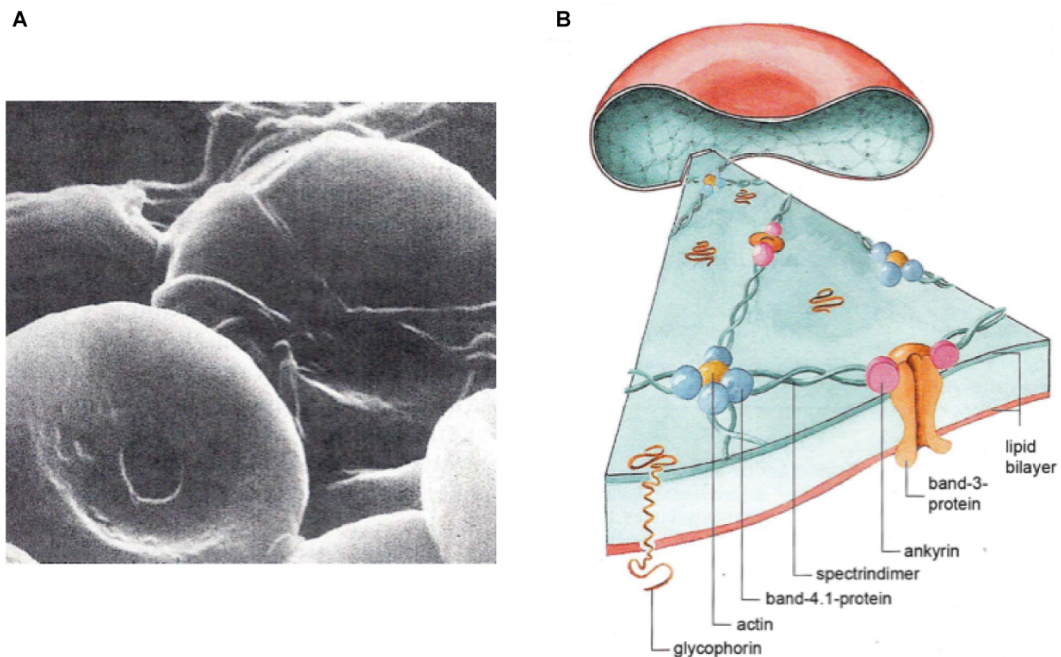 A
B
lipid
bilayer
band-3-
protein
ankyrin
spectrindimer
band-4.1-protein
actin
glycophorin